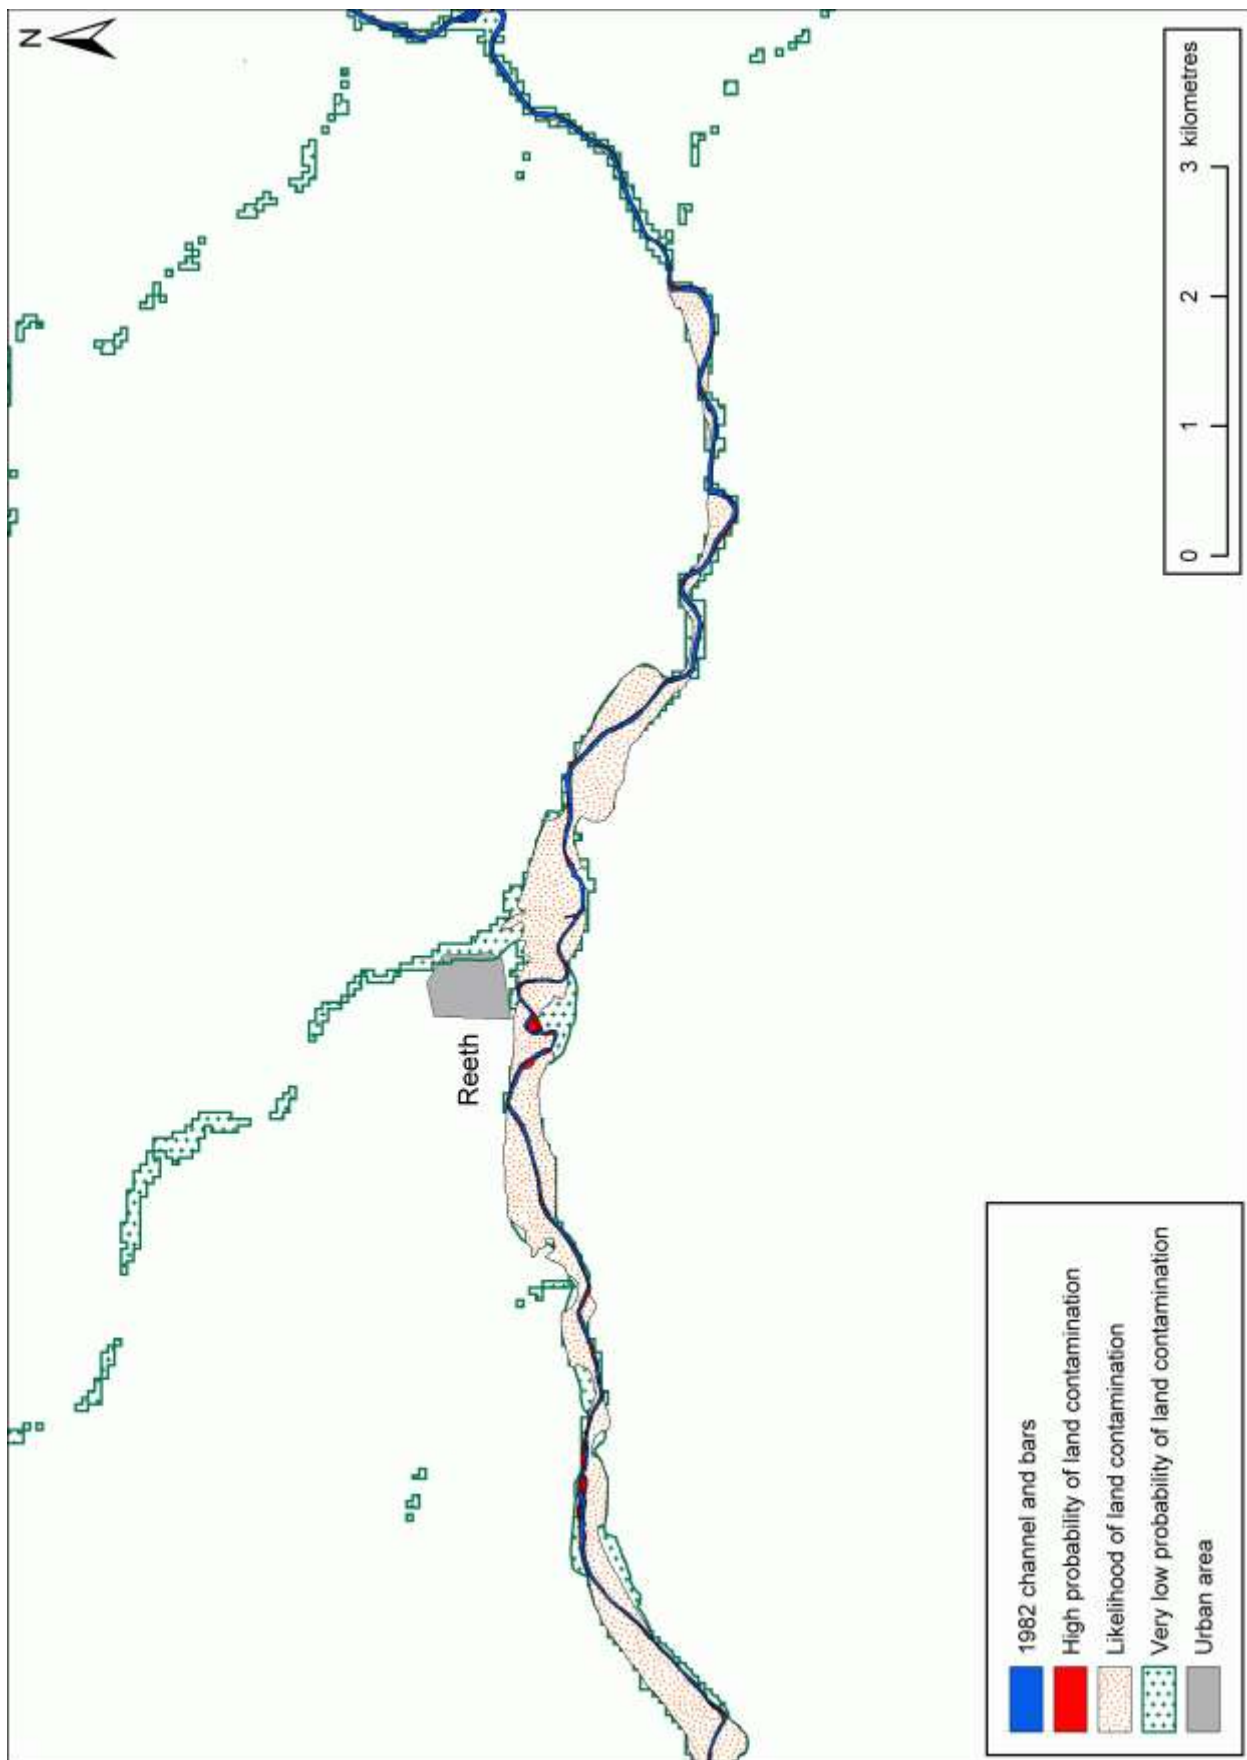 N
Reeth
1982 channel and bars
High probability of land contamination
Likelihood of land contamination
Very low probability of land contamination
Urban area
0 1 2 3 kilometres